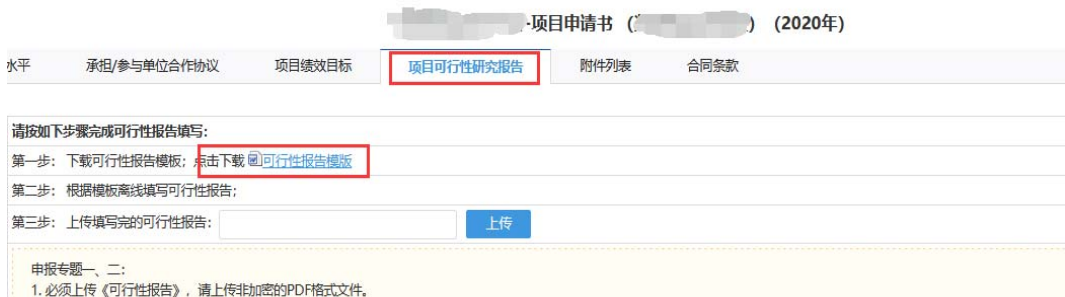 -项目申请书 ( ) (2020年)
水平 承担/参与单位合作协议 项目绩效目标 项目可行性研究报告 附件列表 合同条款
请按如下步骤完成可行性报告填写:
第一步: 下载可行性报告模板; 点击下载 可行性报告模版
第二步: 根据模板离线填写可行性报告;
第三步: 上传填写完的可行性报告: 上传
申报专题一、二:
1. 必须上传《可行性报告》, 请上传非加密的PDF格式文件。